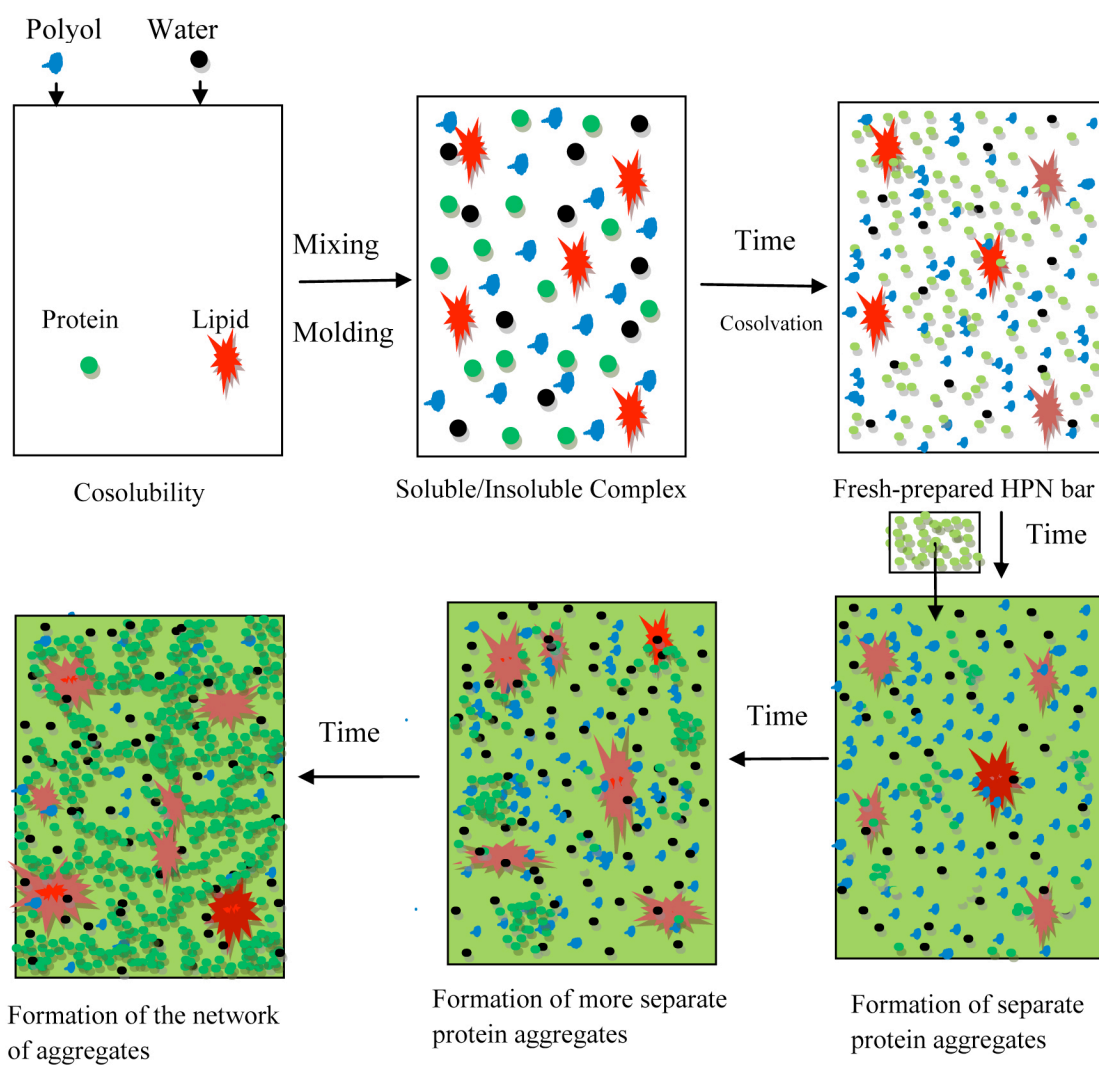 Polyol
Water
Protein
Lipid
Cosolubility
Mixing
Molding
Soluble/Insoluble Complex
Time
Cosolvation
Fresh-prepared HPN bar
Time
Formation of separate
protein aggregates
Time
Formation of more separate
protein aggregates
Time
Formation of the network
of aggregates